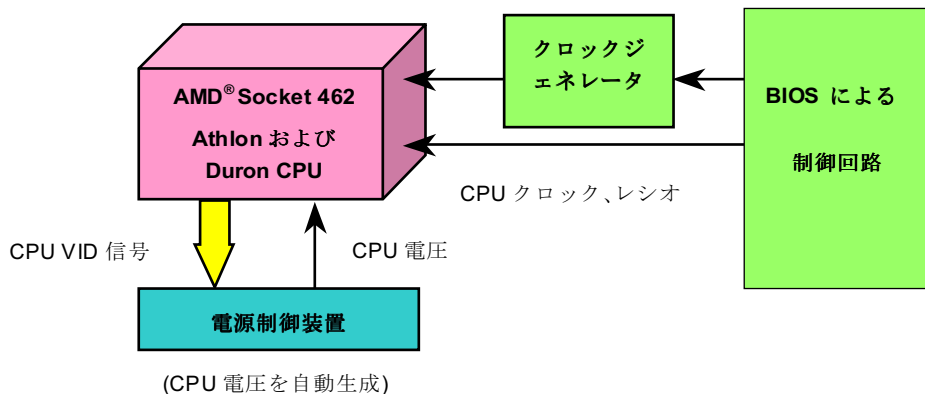 AMD® Socket 462
Athlon および
Duron CPU
クロックジ
ェネレータ
BIOS による
制御回路
CPU クロック､レシオ
CPU VID 信号
CPU 電圧
電源制御装置
(CPU 電圧を自動生成)